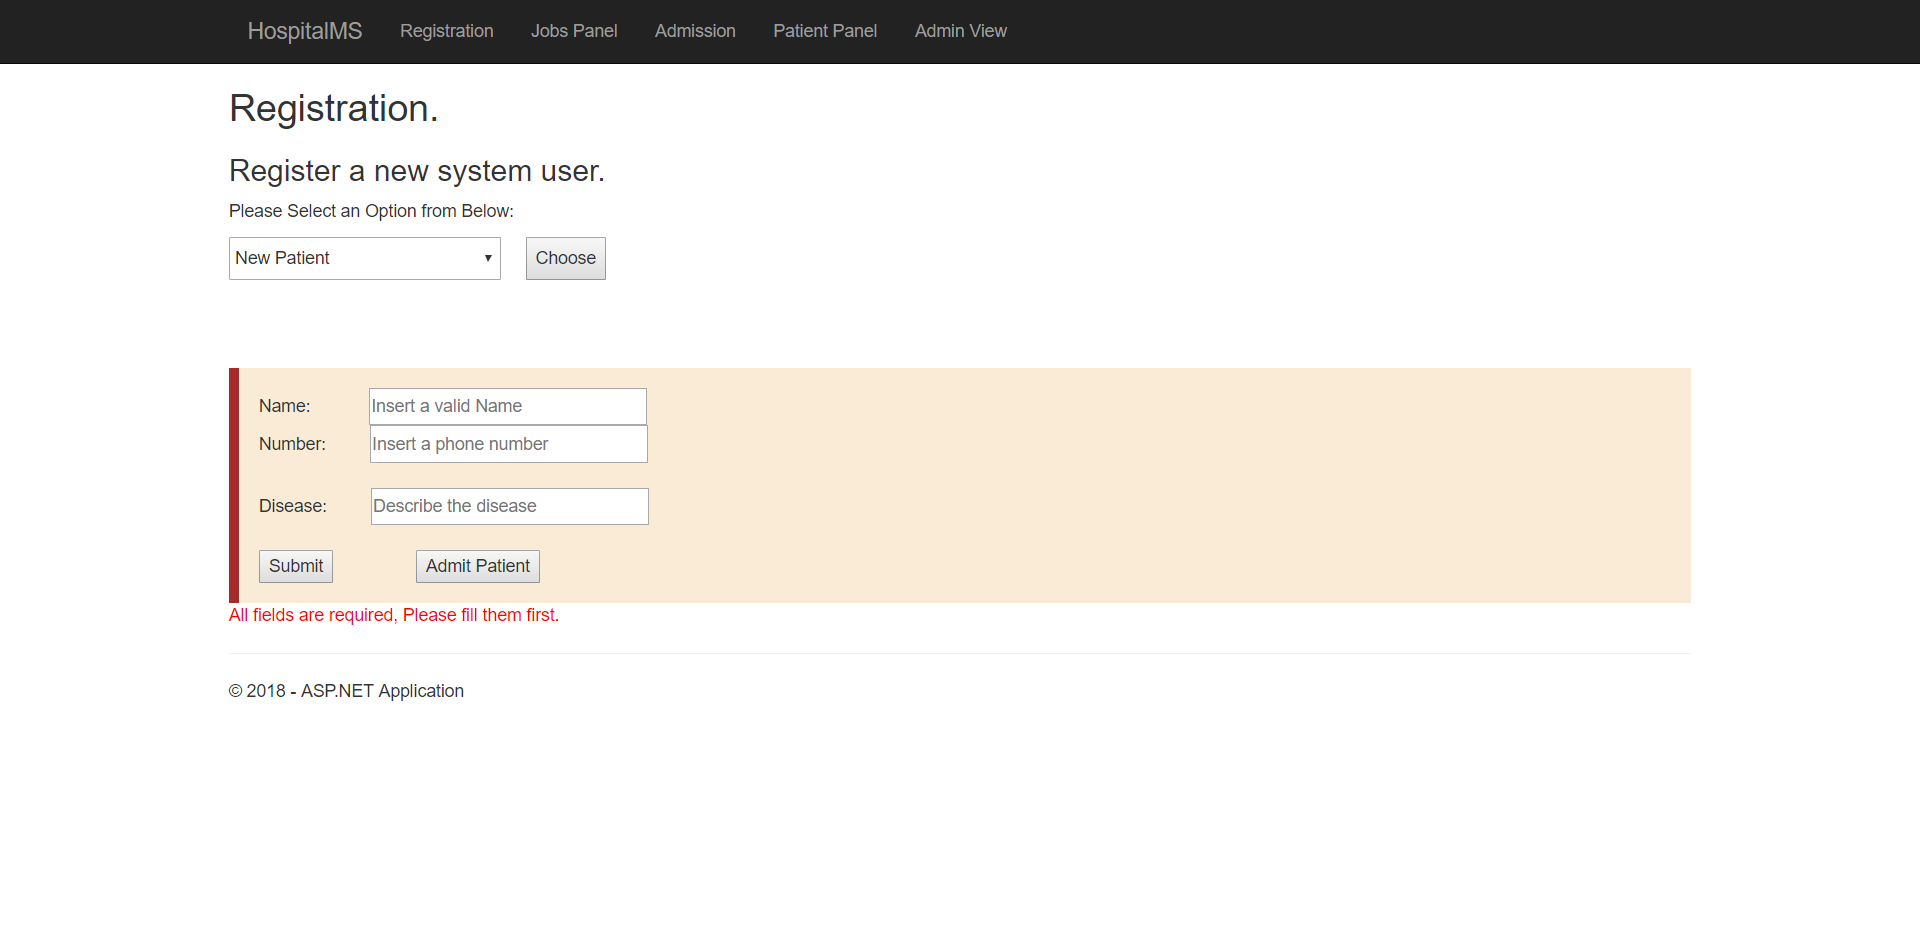 HospitalMS Registration Jobs Panel Admission Patient Panel Admin View
Registration.
Register a new system user.
Please Select an Option from Below:
New Patient Choose
Name: Insert a valid Name
Number: Insert a phone number
Disease: Describe the disease
Submit Admit Patient
All fields are required, Please fill them first.
© 2018 - ASP.NET Application